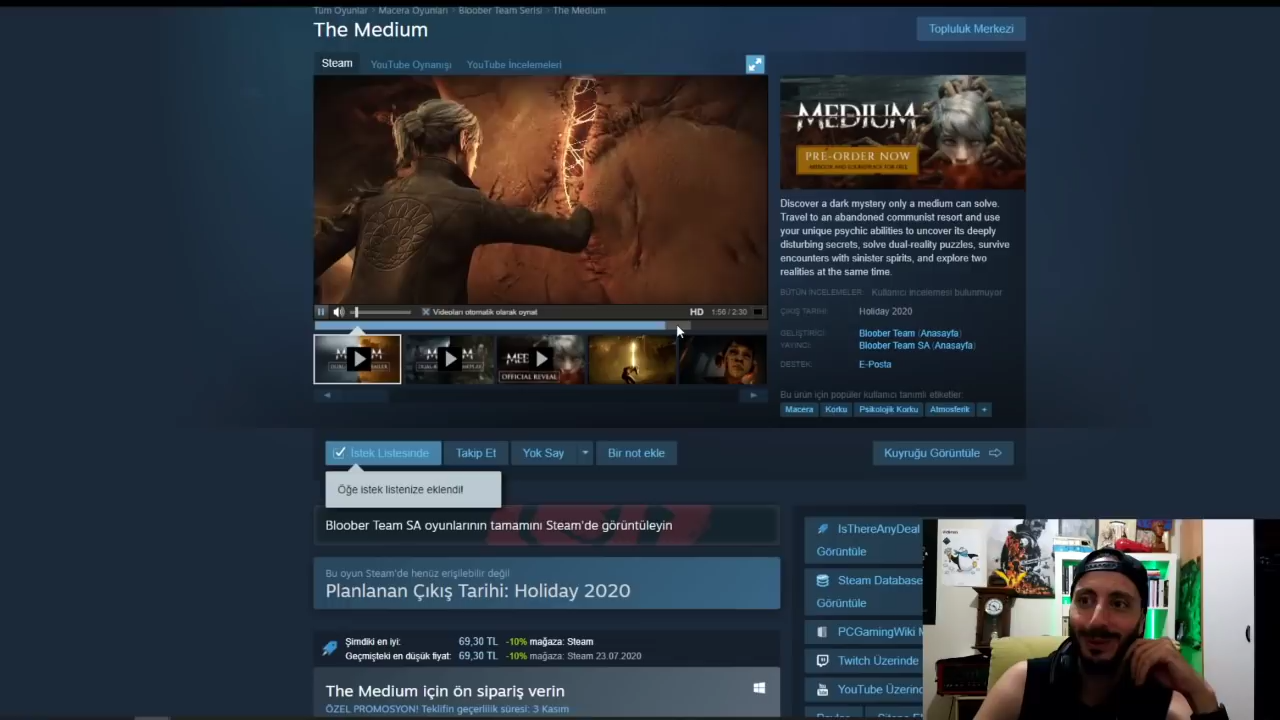 Tüm Oyunlar > Macera Oyunları > Bloober Team Serisi > The Medium
The Medium
Topluluk Merkezi
Steam
YouTube Oynanışı
YouTube İncelemeleri
MEDIUM
PRE-ORDER NOW
Discover a dark mystery only a medium can solve.
Travel to an abandoned communist resort and use
your unique psychic abilities to uncover its deeply
disturbing secrets, solve dual-reality puzzles, survive
encounters with sinister spirits, and explore two
realities at the same time.
BÜTÜN İNCELEMELER: Kullanıcı incelemesi bulunmuyor
ÇIKIŞ TARİHİ: Holiday 2020
GELİŞTİRİCİ: Bloober Team (Anasayfa)
YAYINCI: Bloober Team SA (Anasayfa)
DESTEK: E-Posta
Bu ürün için popüler kullanıcı tanımlı etiketler:
Macera Korku Psikolojik Korku Atmosferik +
Videoları otomatik olarak oynat
HD 1:56 / 2:30
OFFICIAL REVEAL
İstek Listesinde
Takip Et
Yok Say
Bir not ekle
Kuyruğu Görüntüle
Öğe istek listenize eklendi!
Bloober Team SA oyunlarının tamamını Steam'de görüntüleyin
Bu oyun Steam'de henüz erişilebilir değil
Planlanan Çıkış Tarihi: Holiday 2020
Şimdiki en iyi: 69,30 TL -10% mağaza: Steam
Geçmişteki en düşük fiyat: 69,30 TL -10% mağaza: Steam 23.07.2020
The Medium için ön sipariş verin
ÖZEL PROMOSYON! Teklifin geçerlilik süresi: 3 Kasım
IsThereAnyDeal
Görüntüle
Steam Database
Görüntüle
PCGamingWiki
Twitch Üzerinde
YouTube Üzerind